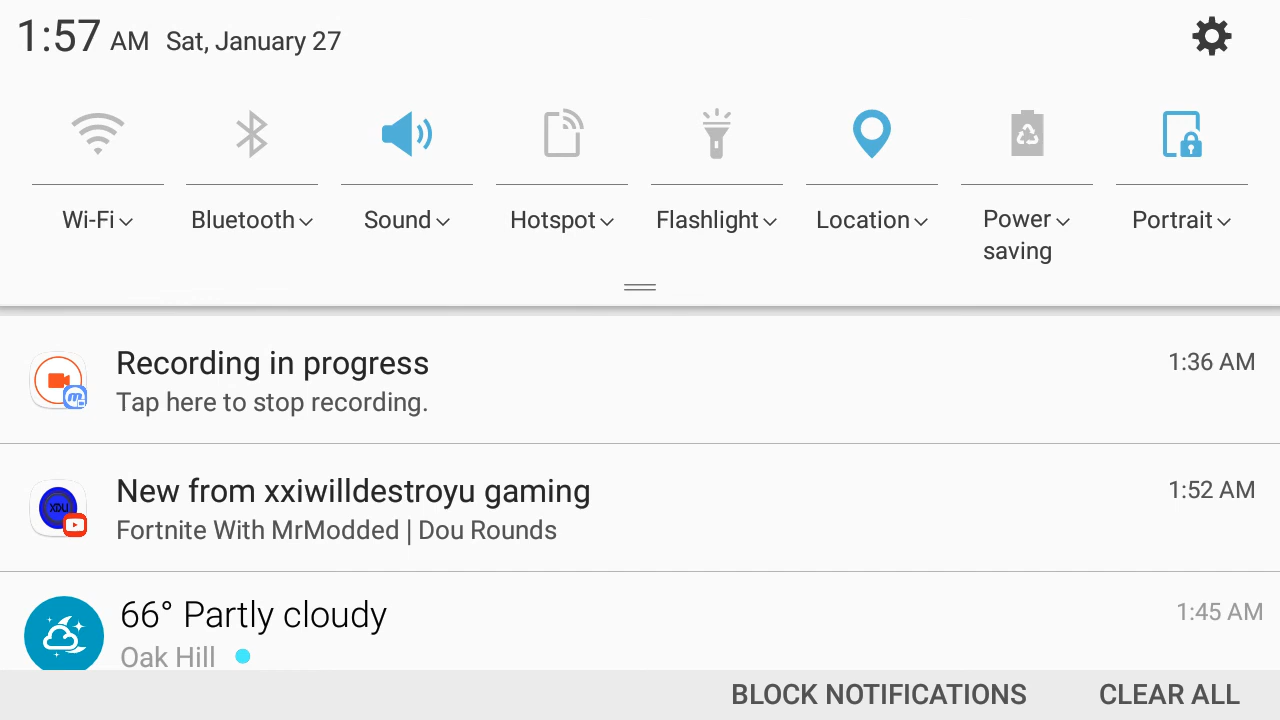 1:57 AM Sat, January 27
Wi-Fi Bluetooth Sound Hotspot Flashlight Location Power saving Portrait
Recording in progress 1:36 AM
Tap here to stop recording.
XDU
New from xxiwilldestroyu gaming 1:52 AM
Fortnite With MrModded | Dou Rounds
66° Partly cloudy 1:45 AM
Oak Hill
BLOCK NOTIFICATIONS CLEAR ALL